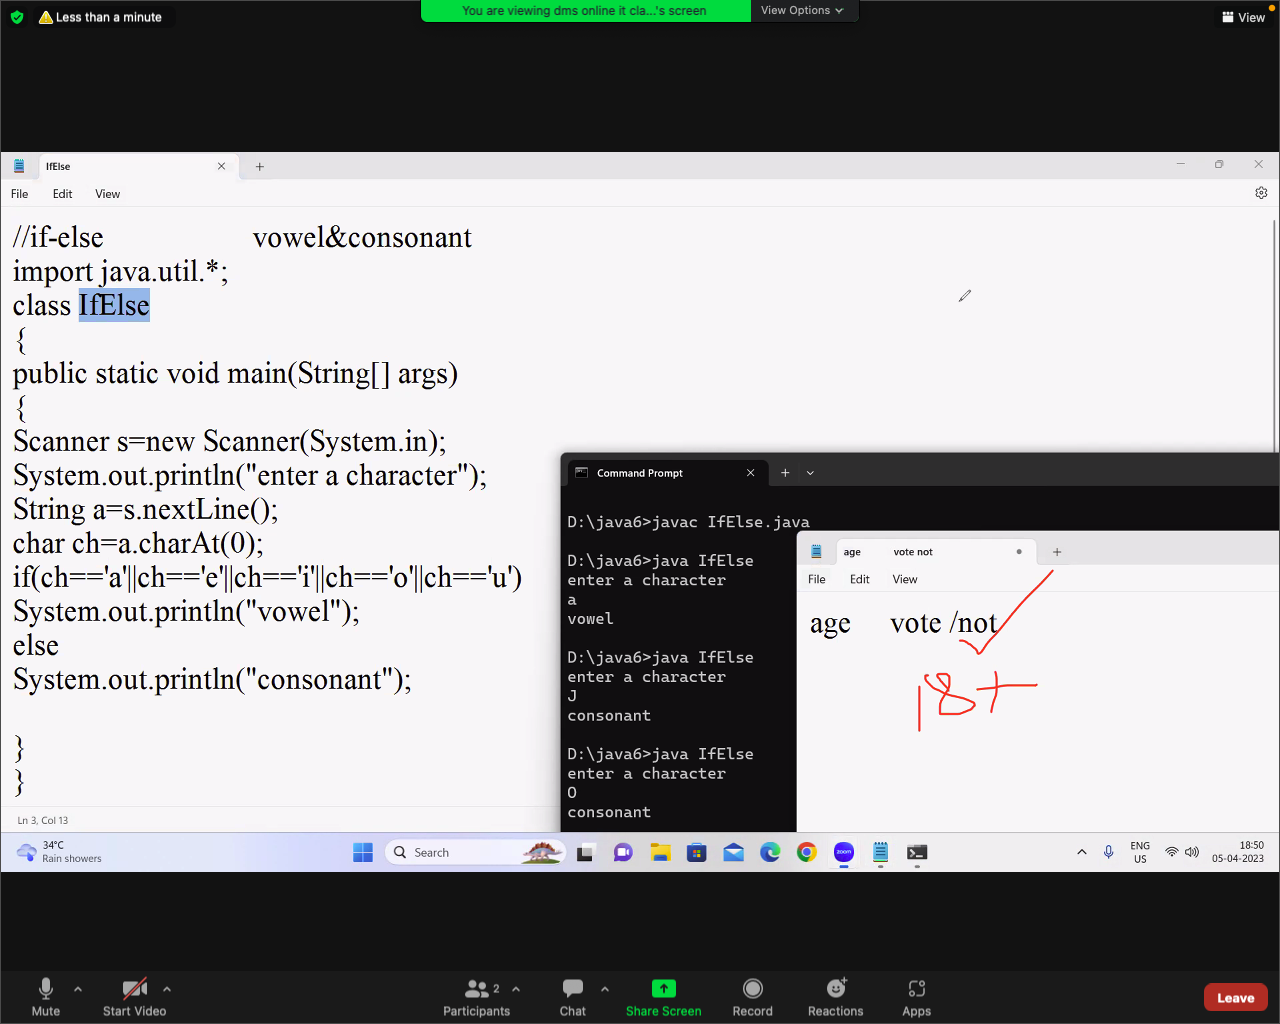 Less than a minute
You are viewing dms online it cla...'s screen
View Options
View
IfElse
File Edit View
//if-else vowel&consonant
import java.util.*;
class IfElse
{
public static void main(String[] args)
{
Scanner s=new Scanner(System.in);
System.out.println("enter a character");
String a=s.nextLine();
char ch=a.charAt(0);
if(ch=='a'||ch=='e'||ch=='i'||ch=='o'||ch=='u')
System.out.println("vowel");
else
System.out.println("consonant");
}
}
Ln 3, Col 13
Command Prompt
D:\java6>javac IfElse.java
D:\java6>java IfElse
enter a character
a
vowel
D:\java6>java IfElse
enter a character
J
consonant
D:\java6>java IfElse
enter a character
O
consonant
age vote not
File Edit View
age vote /not
18+
34°C
Rain showers
Search
zoom
ENG
US
18:50
05-04-2023
Mute
Start Video
Participants 2
Chat
Share Screen
Record
Reactions
Apps
Leave